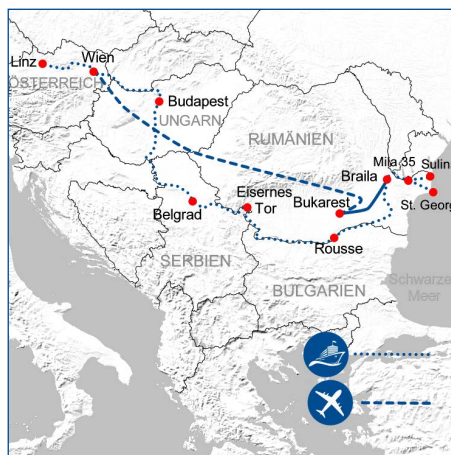 Linz
Wien
ÖSTERREICH
Budapest
UNGARN
RUMÄNIEN
Mila 35
Sulin
Braila
St. Georg
Eisernes
Tor
Belgrad
Bukarest
Rousse
SERBIEN
BULGARIEN
Schwarze
Meer